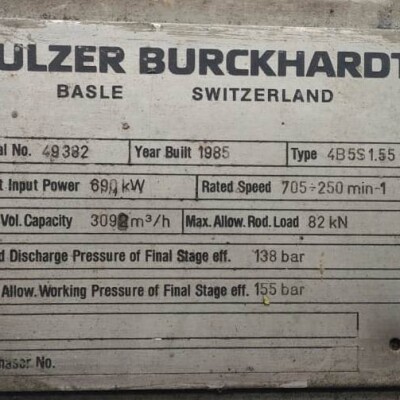 ULZER BURCKHARDT
BASLE SWITZERLAND
al No. 49382 Year Built 1985 Type 4B5S1.55
t Input Power 690 kW Rated Speed 705÷250 min-1
Vol. Capacity 3092 m³/h Max. Allow. Rod. Load 82 kN
d Discharge Pressure of Final Stage eff. 138 bar
Allow. Working Pressure of Final Stage eff. 155 bar
haser No.